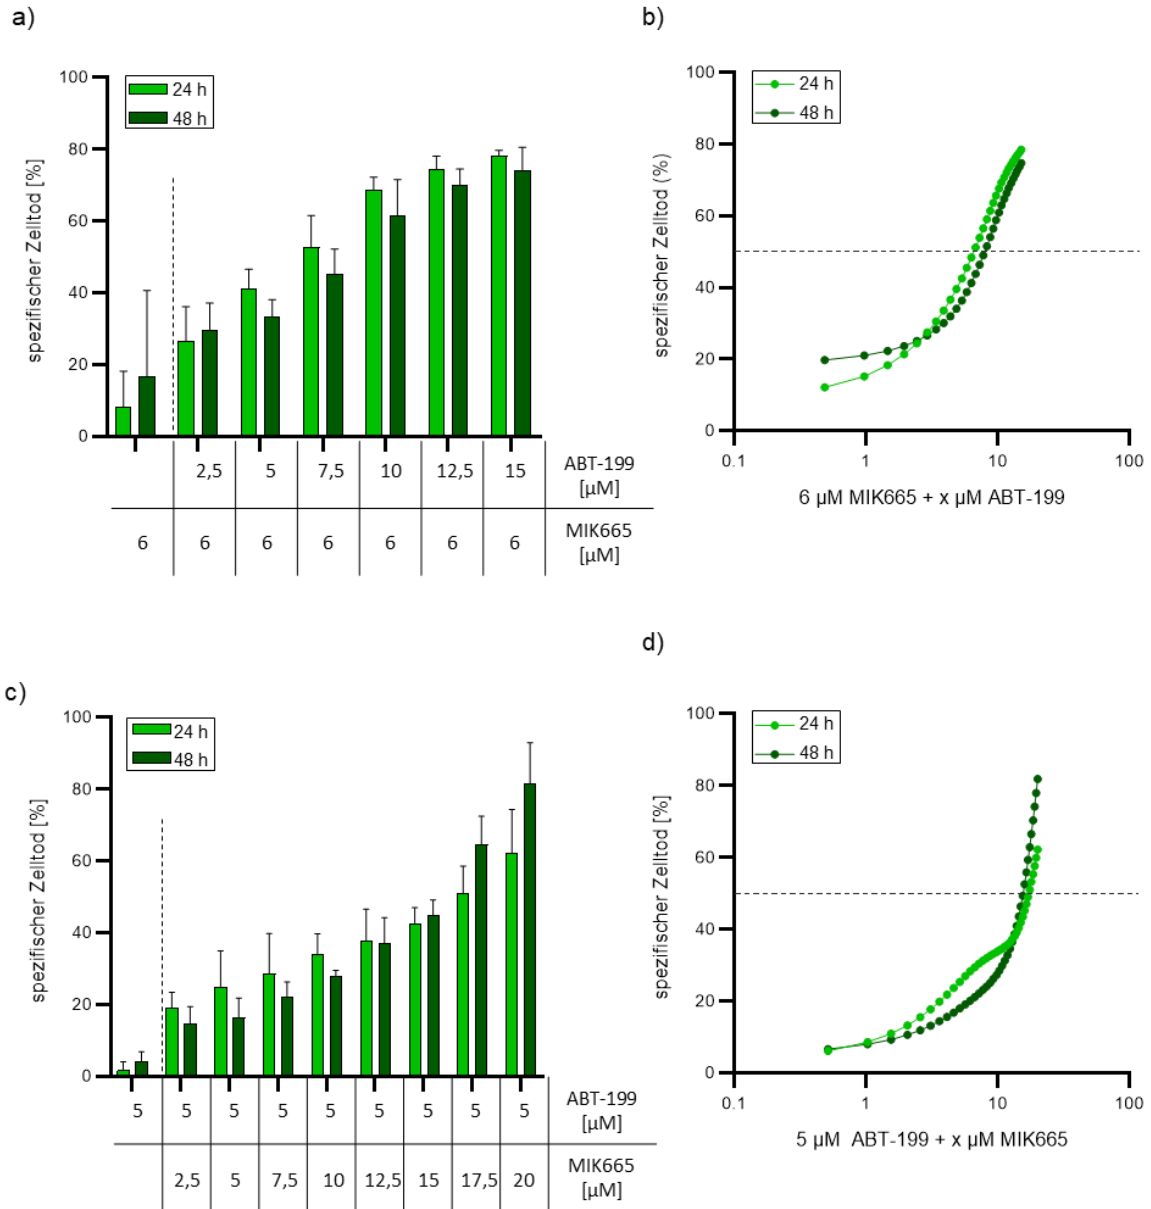 a)
b)
100
80
60
40
20
0
spezifischer Zelltod [%]
24 h
48 h
2,5 5 7,5 10 12,5 15 ABT-199
[µM]
6 6 6 6 6 6 6 MIK665
[µM]
100
80
60
40
20
0
spezifischer Zelltod (%)
24 h
48 h
0.1 1 10 100
6 µM MIK665 + x µM ABT-199
c)
d)
100
80
60
40
20
0
spezifischer Zelltod [%]
24 h
48 h
5 5 5 5 5 5 5 5 5 ABT-199
[µM]
2,5 5 7,5 10 12,5 15 17,5 20 MIK665
[µM]
100
80
60
40
20
0
spezifischer Zelltod [%]
24 h
48 h
0.1 1 10 100
5 µM ABT-199 + x µM MIK665